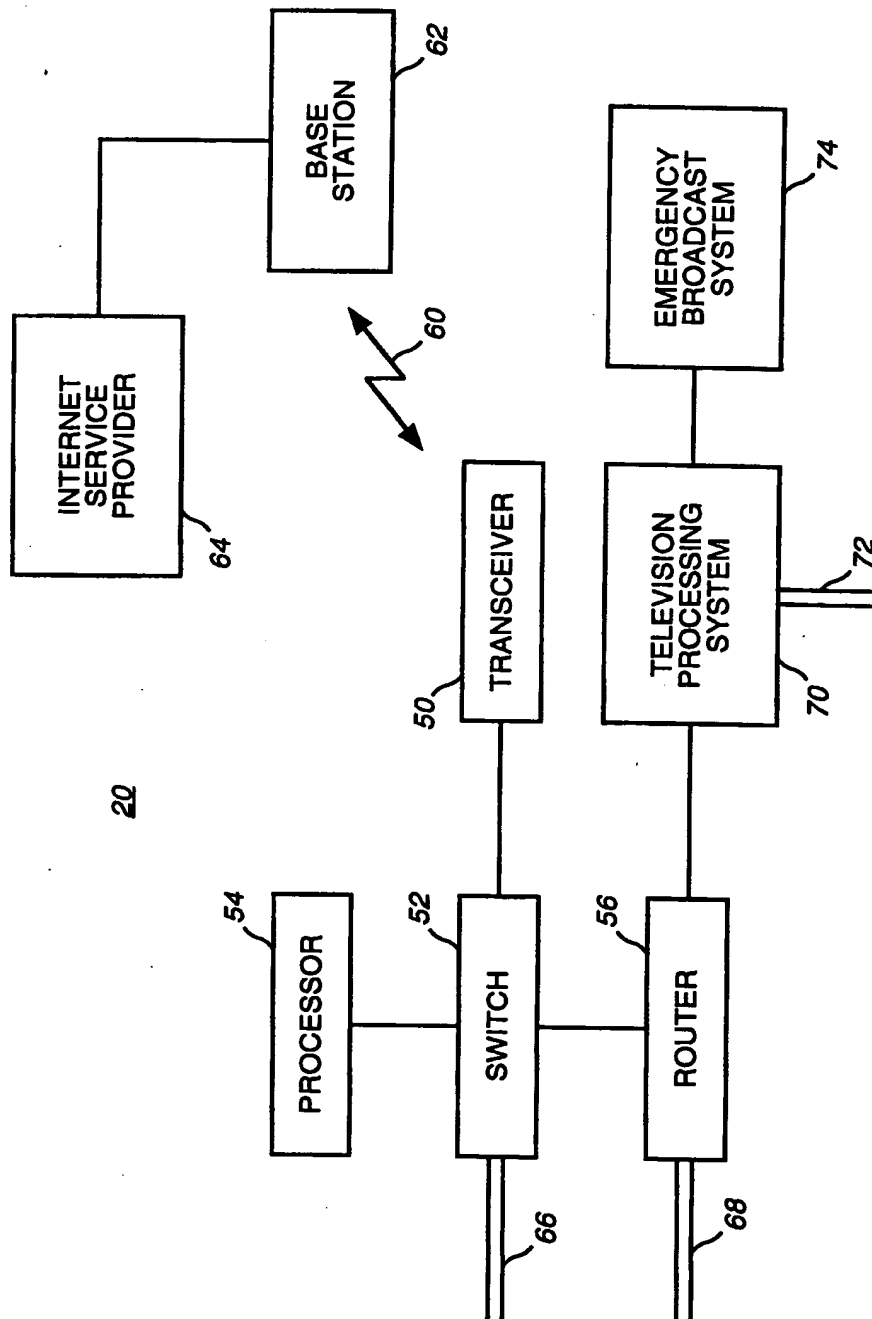 20
INTERNET
SERVICE
PROVIDER
64
BASE
STATION
62
60
PROCESSOR
54
SWITCH
52
TRANSCEIVER
50
66
ROUTER
56
TELEVISION
PROCESSING
SYSTEM
70
EMERGENCY
BROADCAST
SYSTEM
74
68
72